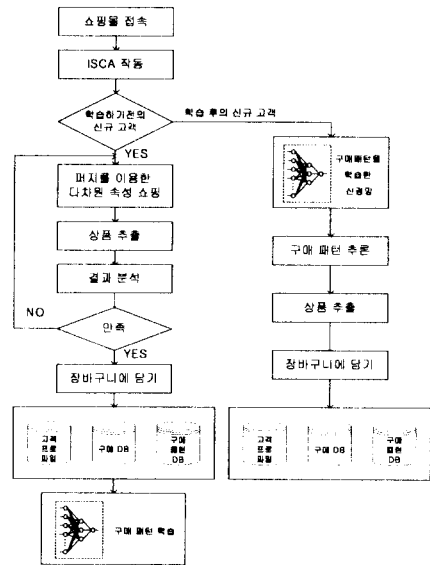 쇼핑몰 접속
ISCA 작동
학습하기전의
신규 고객
학습 후의 신규 고객
YES
퍼지를 이용한
다차원 속성 쇼핑
상품 추출
결과 분석
NO
만족
YES
장바구니에 담기
고객
프로
파일
구매 DB
구매
패턴
DB
구매 패턴 학습
구매패턴을
학습한
신경망
구매 패턴 추론
상품 추출
장바구니에 담기
고객
프로
파일
구매 DB
구매
패턴
DB